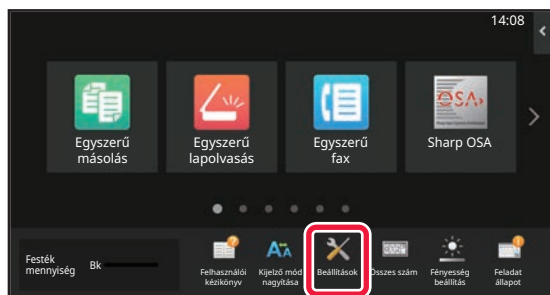 14:08
Egyszerű
másolás
Egyszerű
lapolvasás
Egyszerű
fax
OSA
Sharp OSA
Festék
mennyiség
Bk
Felhasználói
kézikönyv
Kijelző mód
nagyítása
Beállítások
Összes szám
Fényesség
beállítás
Feladat
állapot